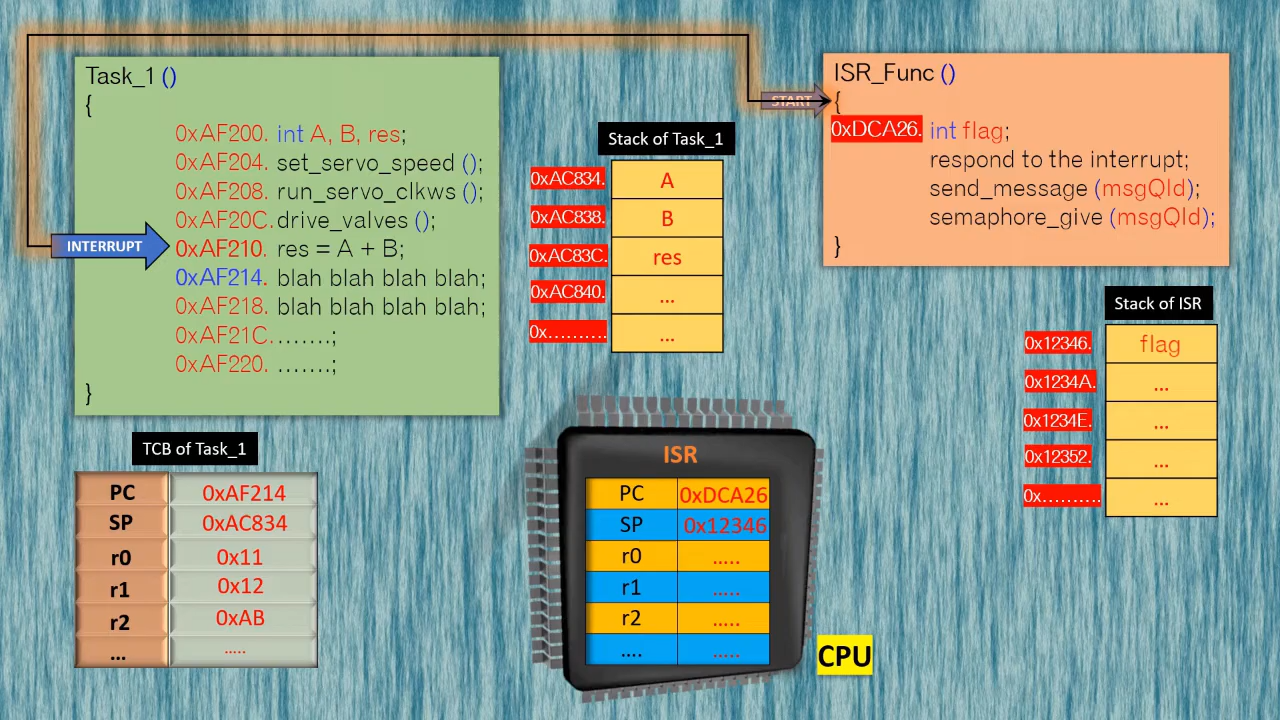 Task_1 ()
{
0xAF200. int A, B, res;
0xAF204. set_servo_speed ();
0xAF208. run_servo_clkws ();
0xAF20C. drive_valves ();
INTERRUPT 0xAF210. res = A + B;
0xAF214. blah blah blah blah;
0xAF218. blah blah blah blah;
0xAF21C. .......;
0xAF220. .......;
}
Stack of Task_1
0xAC834. A
0xAC838. B
0xAC83C. res
0xAC840. ...
0x.......... ...
START
ISR_Func ()
{
0xDCA26. int flag;
respond to the interrupt;
send_message (msgQId);
semaphore_give (msgQId);
}
Stack of ISR
0x12346. flag
0x1234A. ...
0x1234E. ...
0x12352. ...
0x.......... ...
TCB of Task_1
PC 0xAF214
SP 0xAC834
r0 0x11
r1 0x12
r2 0xAB
... .....
ISR
PC 0xDCA26
SP 0x12346
r0 .....
r1 .....
r2 .....
.... .....
CPU